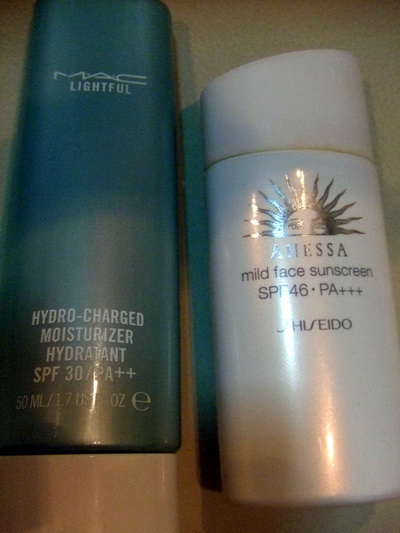 MAC
LIGHTFUL
HYDRO-CHARGED
MOISTURIZER
HYDRATANT
SPF 30/PA++
50 ML/1.7 US OZ e
ANESSA
mild face sunscreen
SPF46·PA+++
SHISEIDO